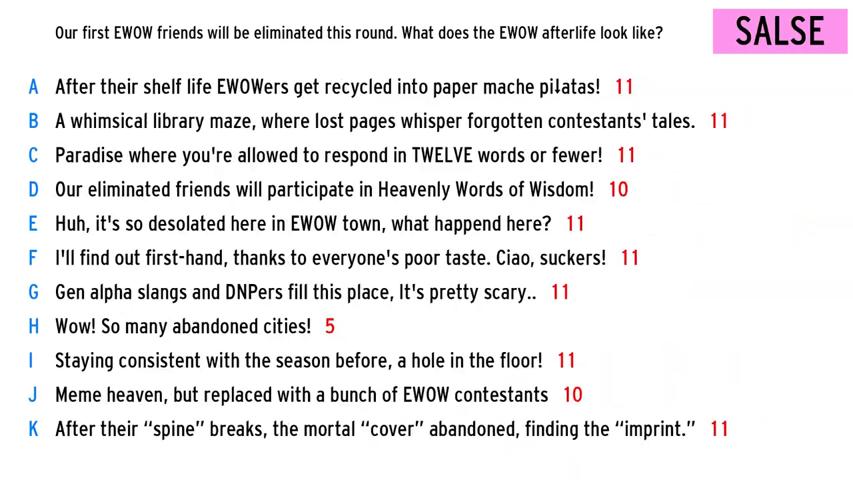 Our first EWOW friends will be eliminated this round. What does the EWOW afterlife look like?
SALSE
A After their shelf life EWOWers get recycled into paper mache piɫatas! 11
B A whimsical library maze, where lost pages whisper forgotten contestants' tales. 11
C Paradise where you're allowed to respond in TWELVE words or fewer! 11
D Our eliminated friends will participate in Heavenly Words of Wisdom! 10
E Huh, it's so desolated here in EWOW town, what happend here? 11
F I'll find out first-hand, thanks to everyone's poor taste. Ciao, suckers! 11
G Gen alpha slangs and DNPers fill this place, It's pretty scary.. 11
H Wow! So many abandoned cities! 5
I Staying consistent with the season before, a hole in the floor! 11
J Meme heaven, but replaced with a bunch of EWOW contestants 10
K After their “spine” breaks, the mortal “cover” abandoned, finding the “imprint.” 11